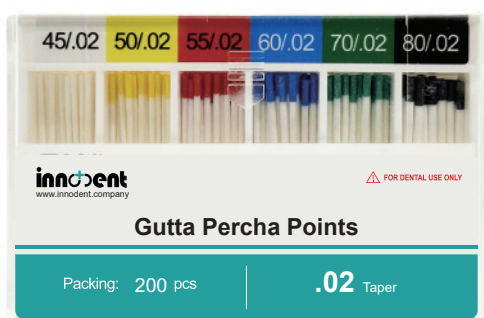 45/.02 50/.02 55/.02 60/.02 70/.02 80/.02
innodent
www.innodent.company
FOR DENTAL USE ONLY
Gutta Percha Points
Packing: 200 pcs
.02 Taper